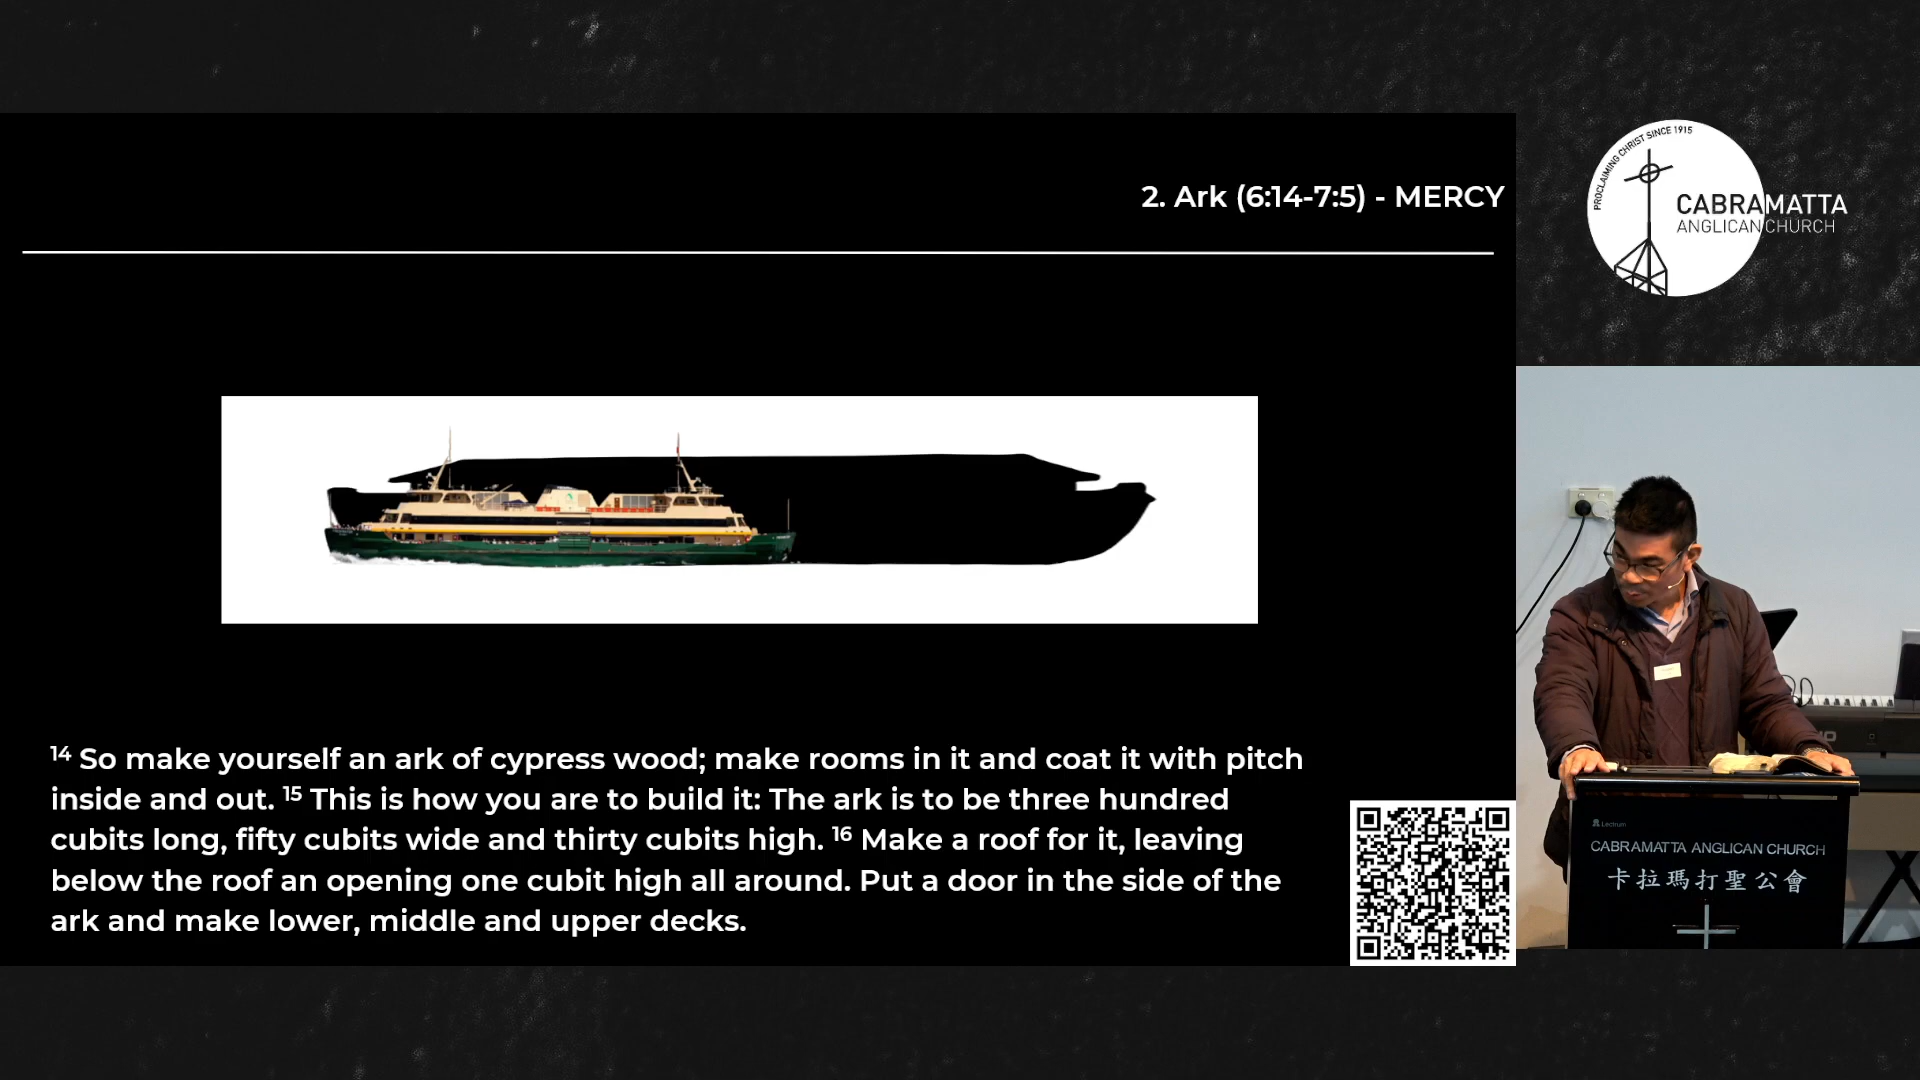 2. Ark (6:14-7:5) - MERCY
PROCLAIMING CHRIST SINCE 1915
CABRAMATTA
ANGLICAN CHURCH
14 So make yourself an ark of cypress wood; make rooms in it and coat it with pitch
inside and out. 15 This is how you are to build it: The ark is to be three hundred
cubits long, fifty cubits wide and thirty cubits high. 16 Make a roof for it, leaving
below the roof an opening one cubit high all around. Put a door in the side of the
ark and make lower, middle and upper decks.
Lectrum
CABRAMATTA ANGLICAN CHURCH
卡拉瑪打聖公會